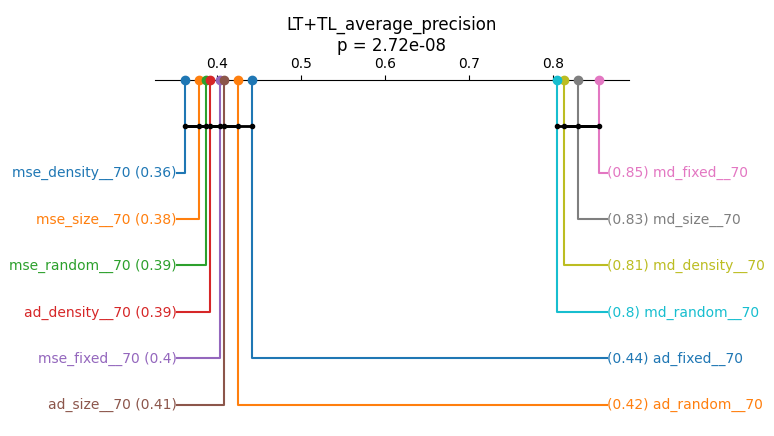 LT+TL_average_precision
p = 2.72e-08
0.4 0.5 0.6 0.7 0.8
mse_density__70 (0.36) (0.85) md_fixed__70
mse_size__70 (0.38) (0.83) md_size__70
mse_random__70 (0.39) (0.81) md_density__70
ad_density__70 (0.39) (0.8) md_random__70
mse_fixed__70 (0.4) (0.44) ad_fixed__70
ad_size__70 (0.41) (0.42) ad_random__70